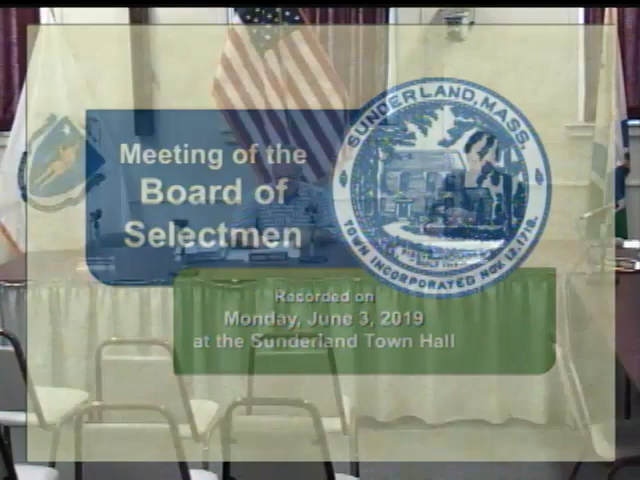 Meeting of the
Board of
Selectmen
SUNDERLAND, MASS.
TOWN INCORPORATED NOV. 12. 1718.
Recorded on
Monday, June 3, 2019
at the Sunderland Town Hall